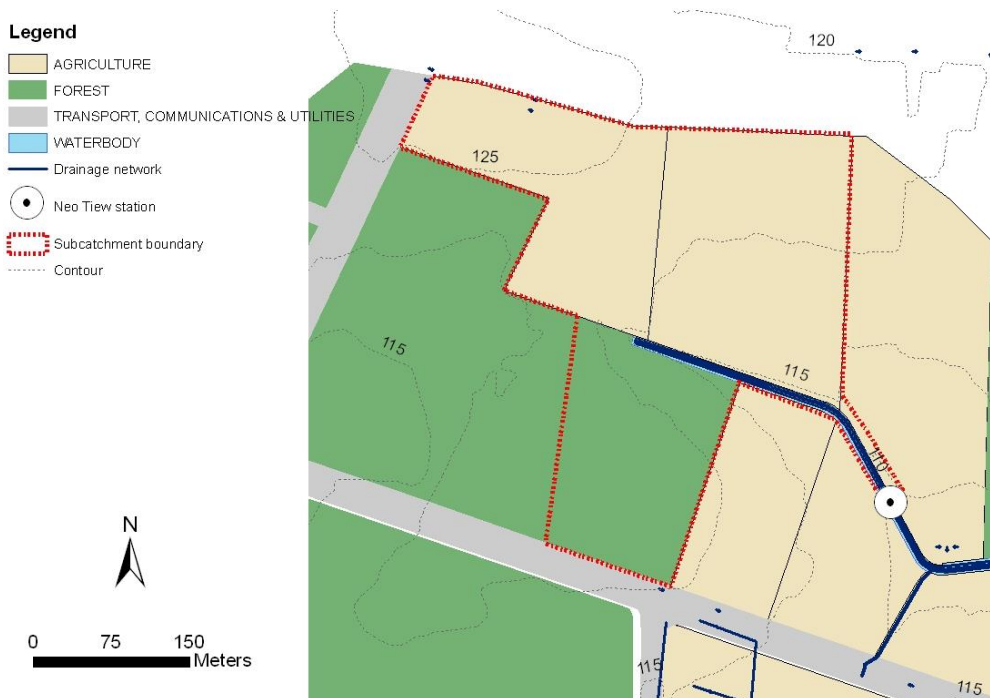 Legend
AGRICULTURE
FOREST
TRANSPORT, COMMUNICATIONS & UTILITIES
WATERBODY
Drainage network
Neo Tiew station
Subcatchment boundary
Contour
N
0 75 150
Meters
120
125
115
115
110
115
115